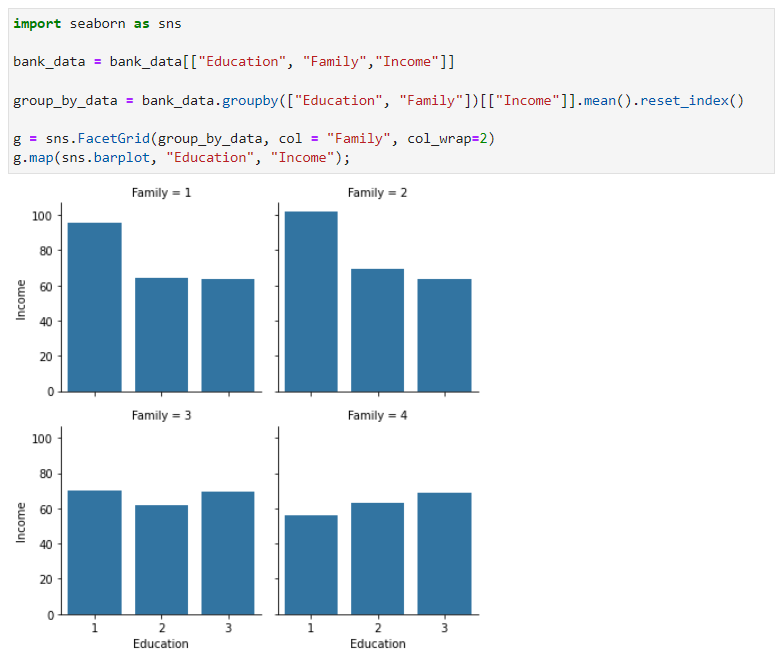 import seaborn as sns
bank_data = bank_data[["Education", "Family","Income"]]
group_by_data = bank_data.groupby(["Education", "Family"])[["Income"]].mean().reset_index()
g = sns.FacetGrid(group_by_data, col = "Family", col_wrap=2)
g.map(sns.barplot, "Education", "Income");
Family = 1
Family = 2
100
80
60
40
20
0
Income
Family = 3
Family = 4
100
80
60
40
20
0
Income
1 2 3
1 2 3
Education
Education